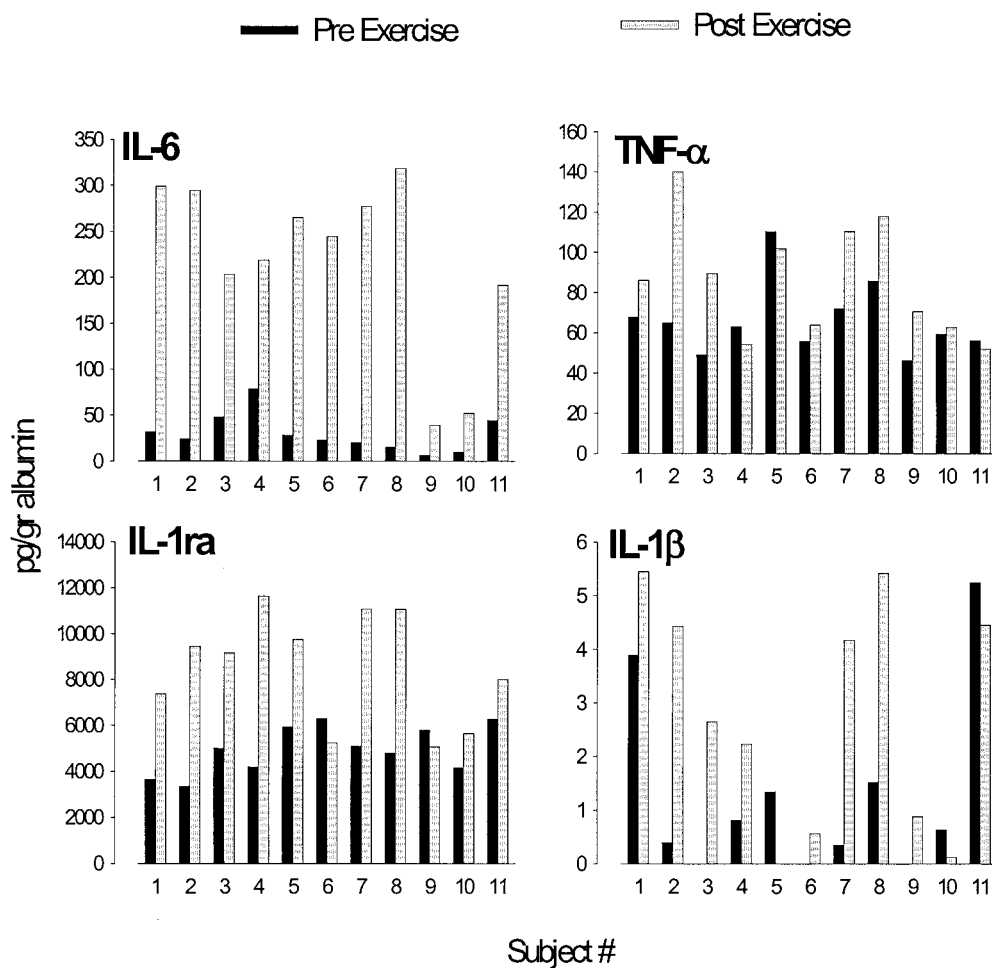 Pre Exercise
Post Exercise
IL-6
350
300
250
200
150
100
50
0
1 2 3 4 5 6 7 8 9 10 11
TNF-α
160
140
120
100
80
60
40
20
0
1 2 3 4 5 6 7 8 9 10 11
pg/gr albumin
IL-1ra
14000
12000
10000
8000
6000
4000
2000
0
1 2 3 4 5 6 7 8 9 10 11
IL-1β
6
5
4
3
2
1
0
1 2 3 4 5 6 7 8 9 10 11
Subject #